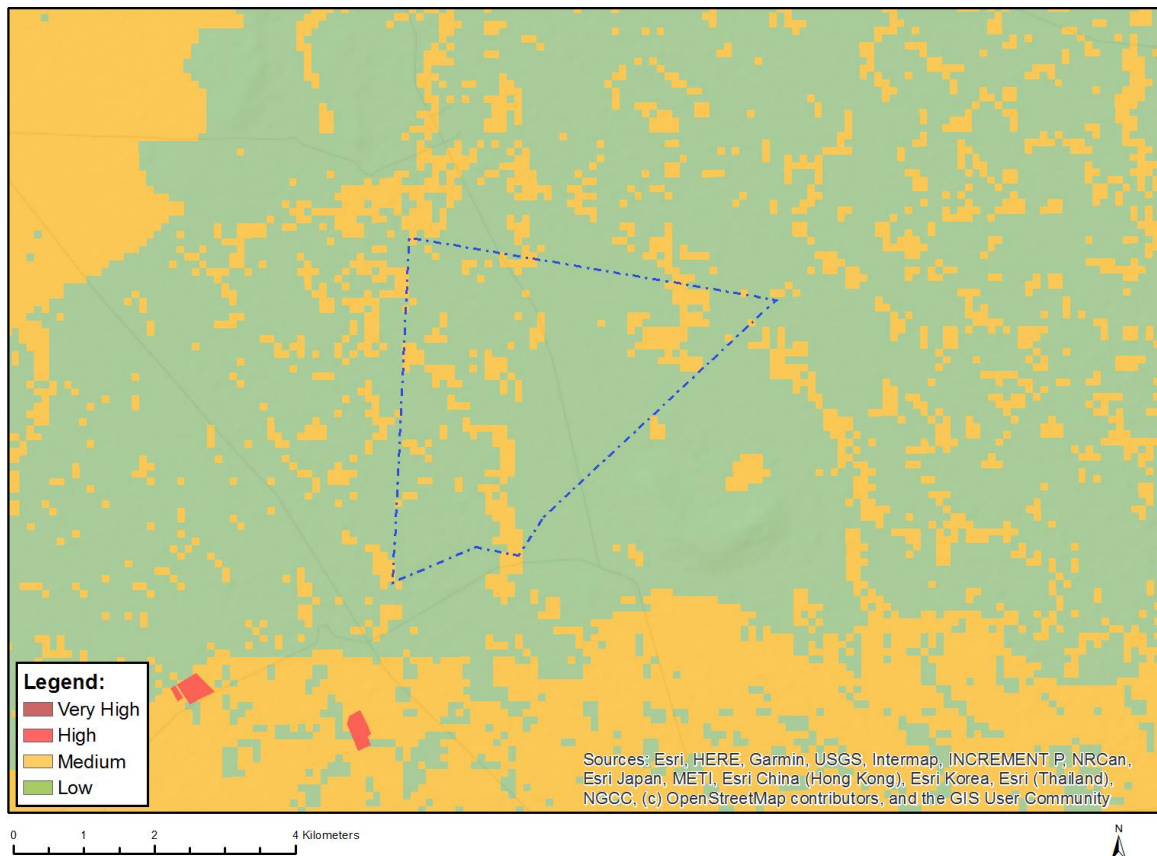 Legend:
Very High
High
Medium
Low
Sources: Esri, HERE, Garmin, USGS, Intermap, INCREMENT P, NRCan,
Esri Japan, METI, Esri China (Hong Kong), Esri Korea, Esri (Thailand),
NGCC, (c) OpenStreetMap contributors, and the GIS User Community
0 1 2 4 Kilometers
N